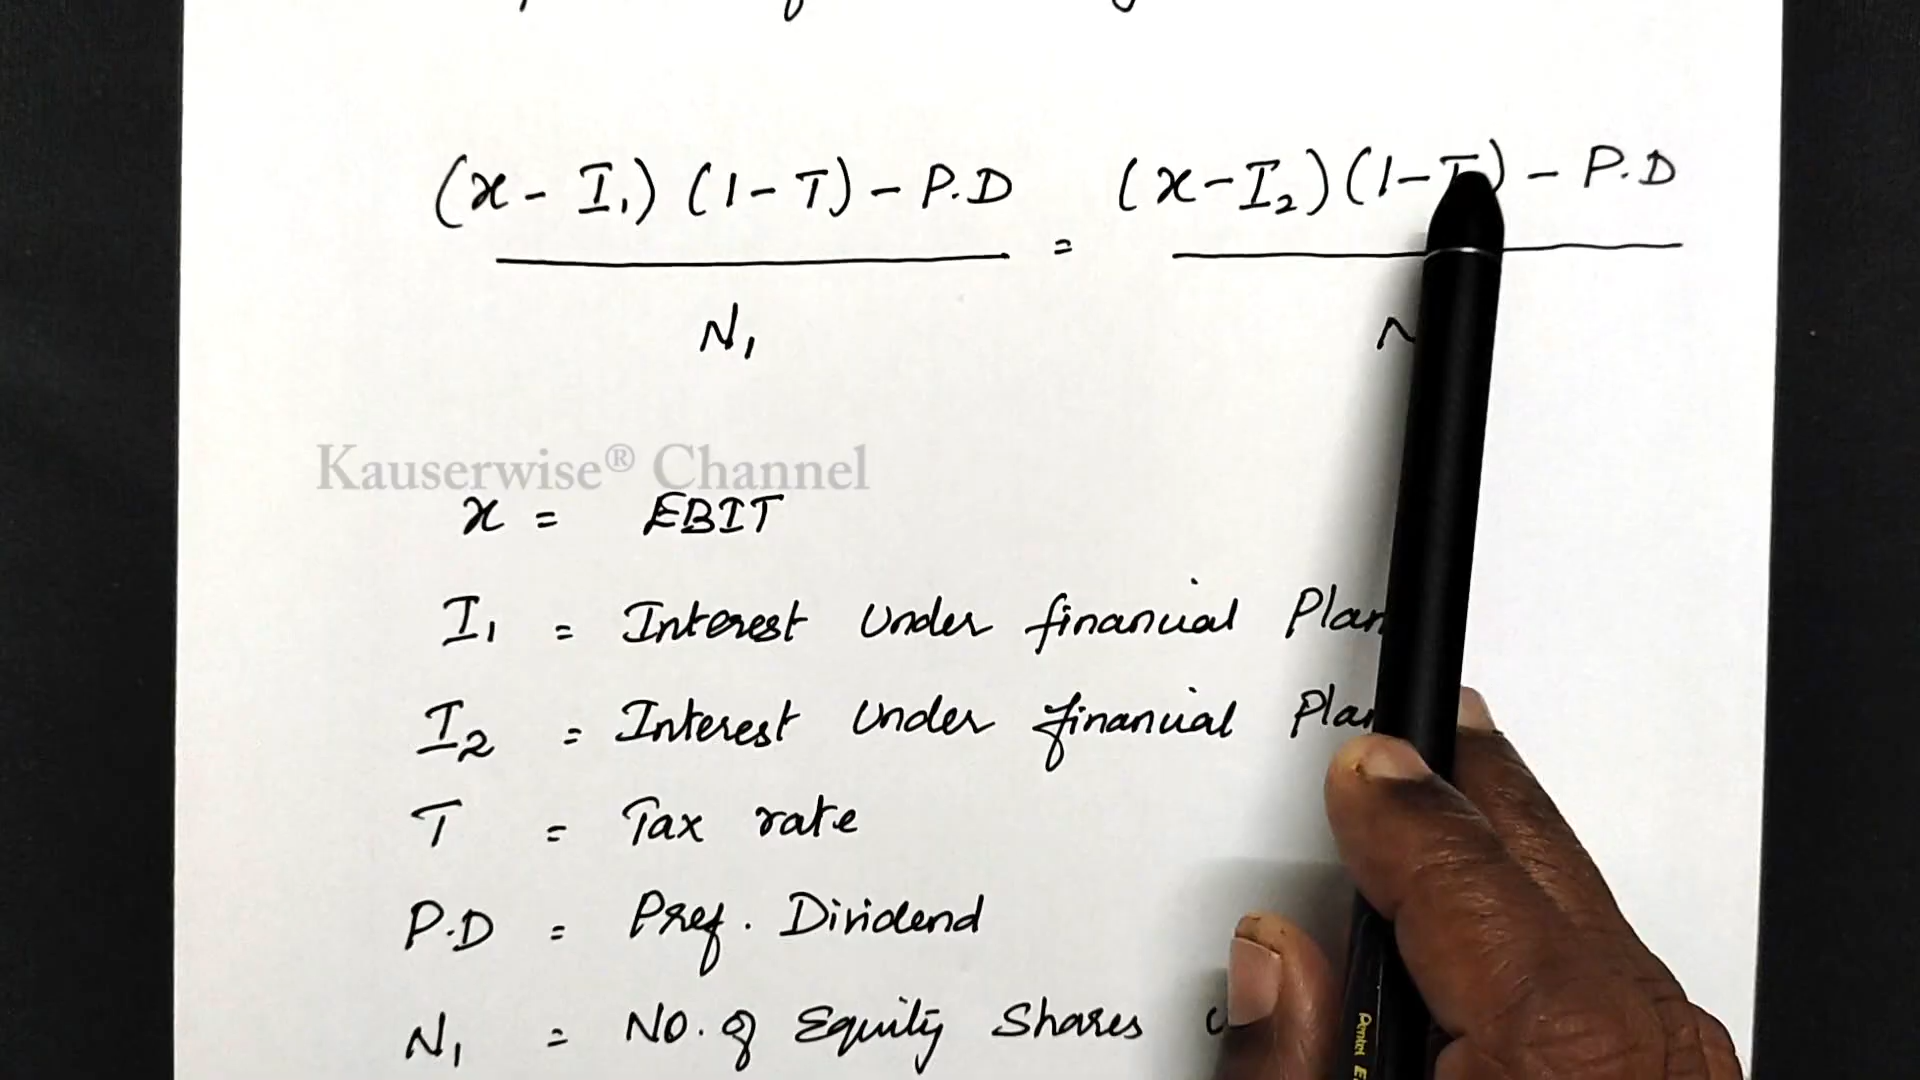 (x - I₁) (1 - T) - P.D = (x - I₂) (1 - T) - P.D
N₁
Kauserwise® Channel
x = EBIT
I₁ = Interest Under financial Plan
I₂ = Interest Under financial Plan
T = Tax rate
P.D = Pref. Dividend
N₁ = No. of Equity Shares
Pentel